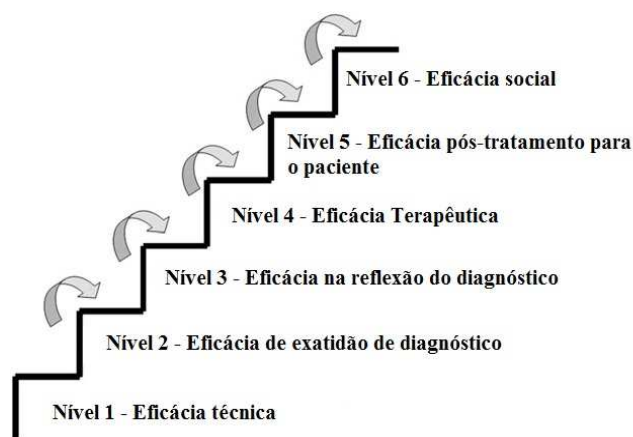 Nível 6 - Eficácia social
Nível 5 - Eficácia pós-tratamento para
o paciente
Nível 4 - Eficácia Terapêutica
Nível 3 - Eficácia na reflexão do diagnóstico
Nível 2 - Eficácia de exatidão de diagnóstico
Nível 1 - Eficácia técnica